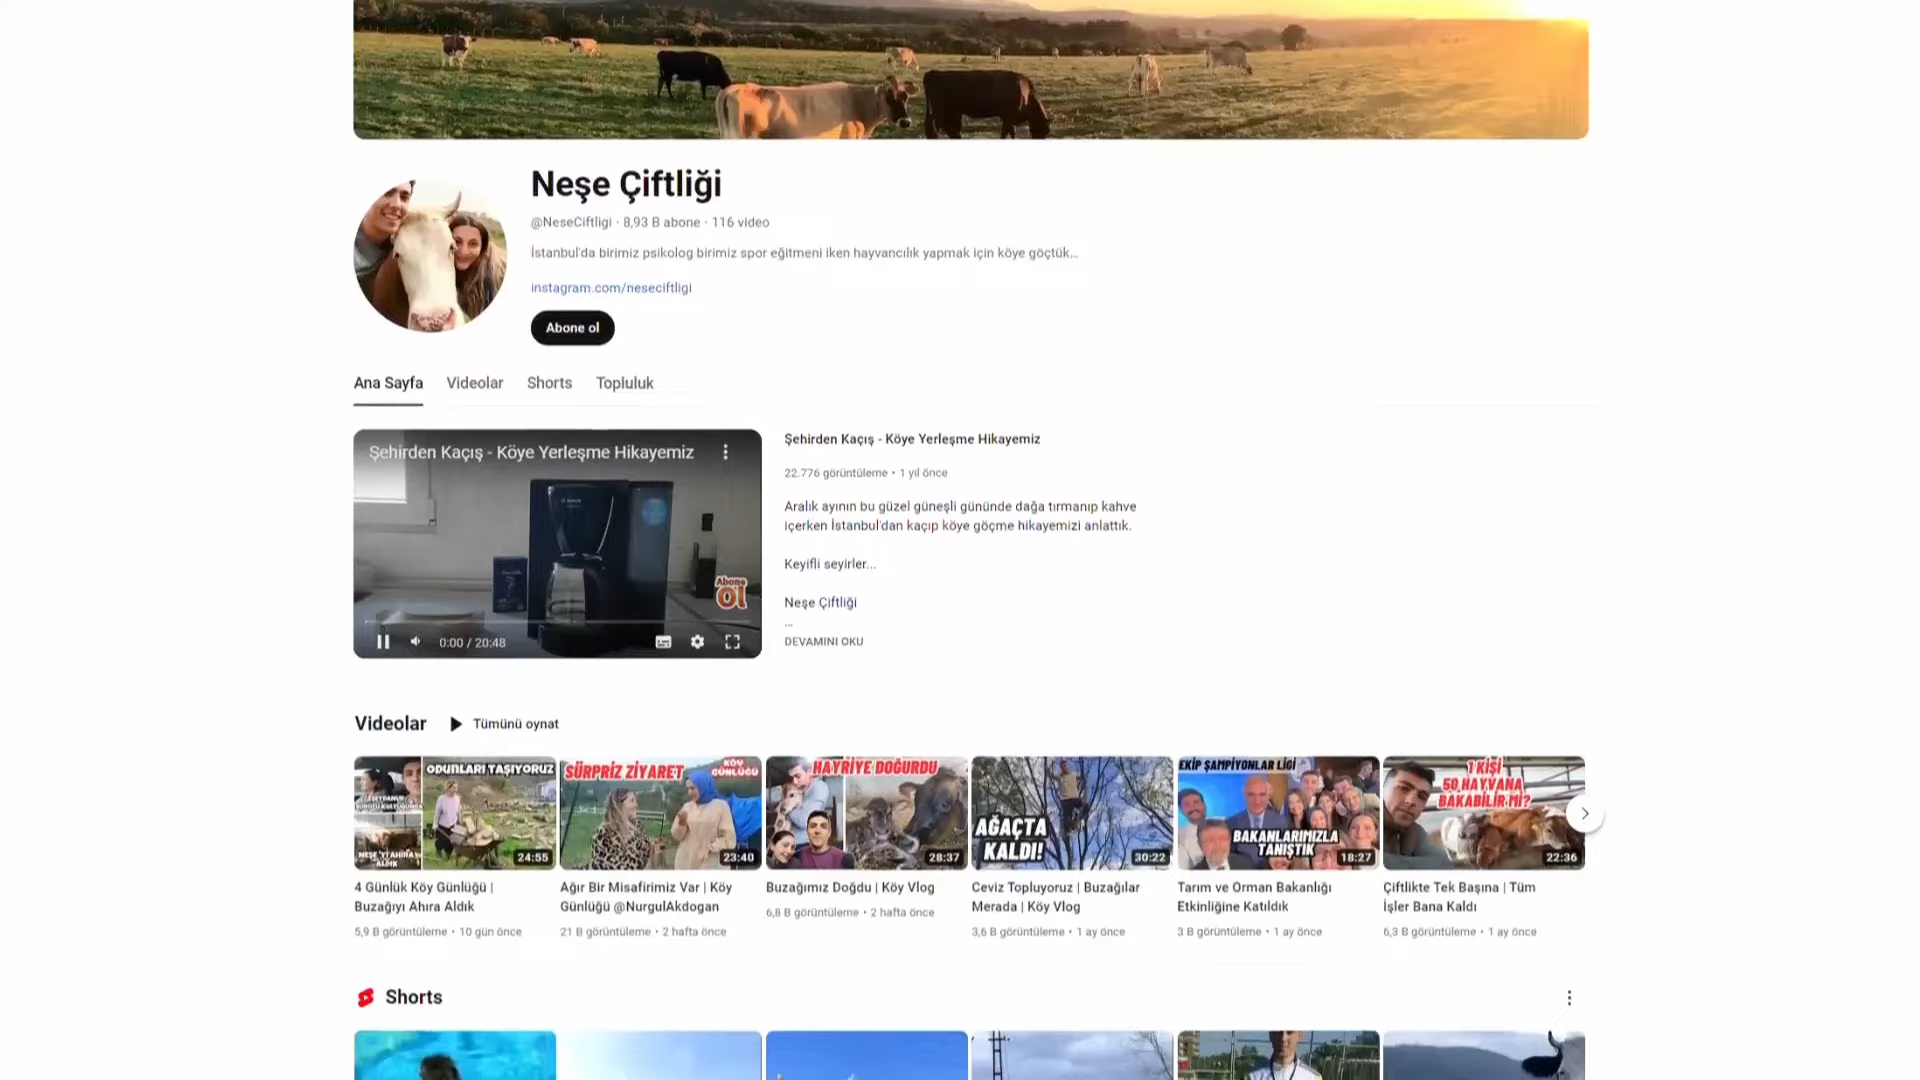 Neşe Çiftliği
@NeseCiftligi · 8,93 B abone · 116 video
İstanbul'da birimiz psikolog birimiz spor eğitmeni iken hayvancılık yapmak için köye göçtük...
instagram.com/neseciftligi
Abone ol
Ana Sayfa Videolar Shorts Topluluk
Şehirden Kaçış - Köye Yerleşme Hikayemiz
Abone
Ol
0:00 / 20:48
Şehirden Kaçış - Köye Yerleşme Hikayemiz
22.776 görüntüleme • 1 yıl önce
Aralık ayının bu güzel güneşli gününde dağa tırmanıp kahve
içerken İstanbul'dan kaçıp köye göçme hikayemizi anlattık.
Keyifli seyirler...
Neşe Çiftliği
...
DEVAMINI OKU
Videolar Tümünü oynat
ODUNLARI TAŞIYORUZ
NEŞE'Yİ AHIRA
ALDIK
24:55
4 Günlük Köy Günlüğü |
Buzağıyı Ahıra Aldık
5,9 B görüntüleme • 10 gün önce
SÜRPRİZ ZİYARET
KÖY
GÜNLÜĞÜ
23:40
Ağır Bir Misafirimiz Var | Köy
Günlüğü @NurgulAkdogan
21 B görüntüleme • 2 hafta önce
HAYRİYE DOĞURDU
28:37
Buzağımız Doğdu | Köy Vlog
6,8 B görüntüleme • 2 hafta önce
AĞAÇTA
KALDI!
30:22
Ceviz Topluyoruz | Buzağılar
Merada | Köy Vlog
3,6 B görüntüleme • 1 ay önce
EKİP ŞAMPİYONLAR LİGİ
BAKANLARIMIZLA
TANIŞTIK
18:27
Tarım ve Orman Bakanlığı
Etkinliğine Katıldık
3 B görüntüleme • 1 ay önce
1 KİŞİ
50 HAYVANA
BAKABİLİR Mİ?
22:36
Çiftlikte Tek Başına | Tüm
İşler Bana Kaldı
6,3 B görüntüleme • 1 ay önce
Shorts